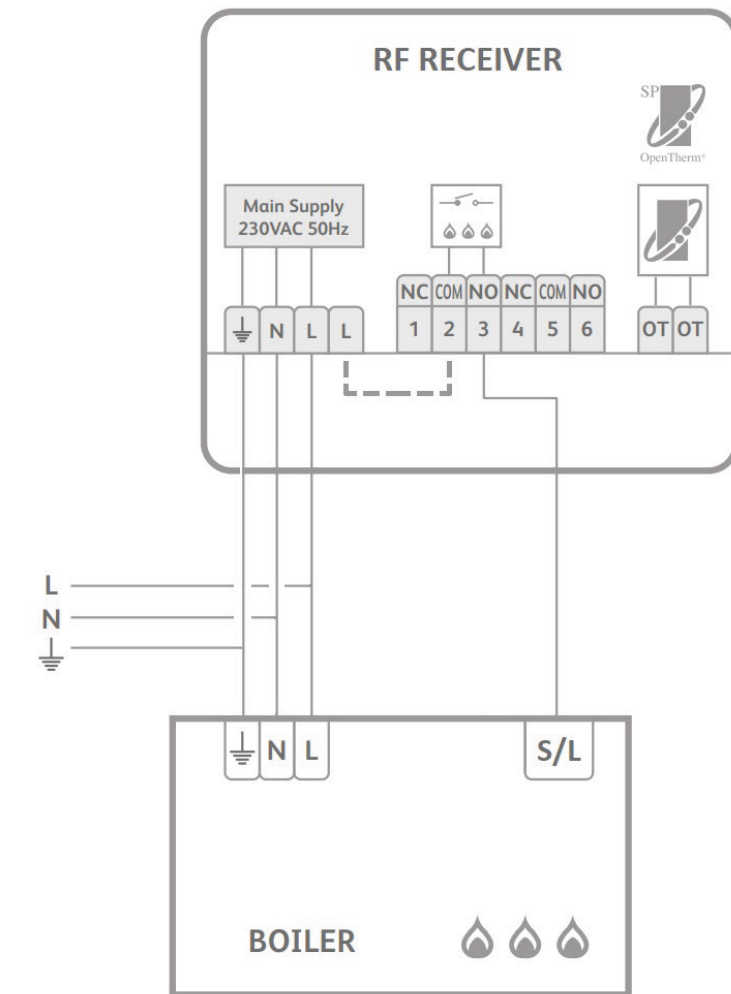 RF RECEIVER
SP
OpenTherm®
Main Supply
230VAC 50Hz
NC COM NO NC COM NO
N L L 1 2 3 4 5 6 OT OT
L
N
N L S/L
BOILER